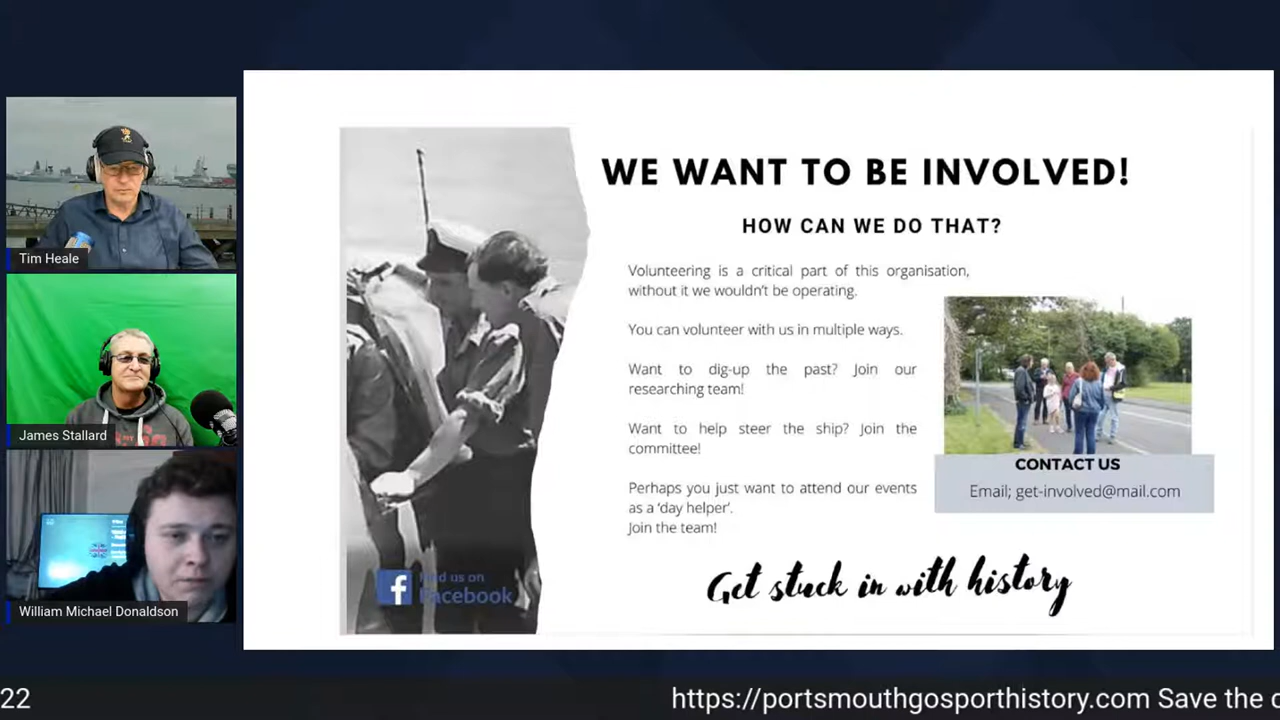 Tim Heale
James Stallard
William Michael Donaldson
WE WANT TO BE INVOLVED!
HOW CAN WE DO THAT?
Volunteering is a critical part of this organisation,
without it we wouldn't be operating.
You can volunteer with us in multiple ways.
Want to dig-up the past? Join our
researching team!
Want to help steer the ship? Join the
committee!
Perhaps you just want to attend our events
as a 'day helper'.
Join the team!
CONTACT US
Email; get-involved@mail.com
Get stuck in with history
Find us on
Facebook
22
https://portsmouthgosporthistory.com Save the